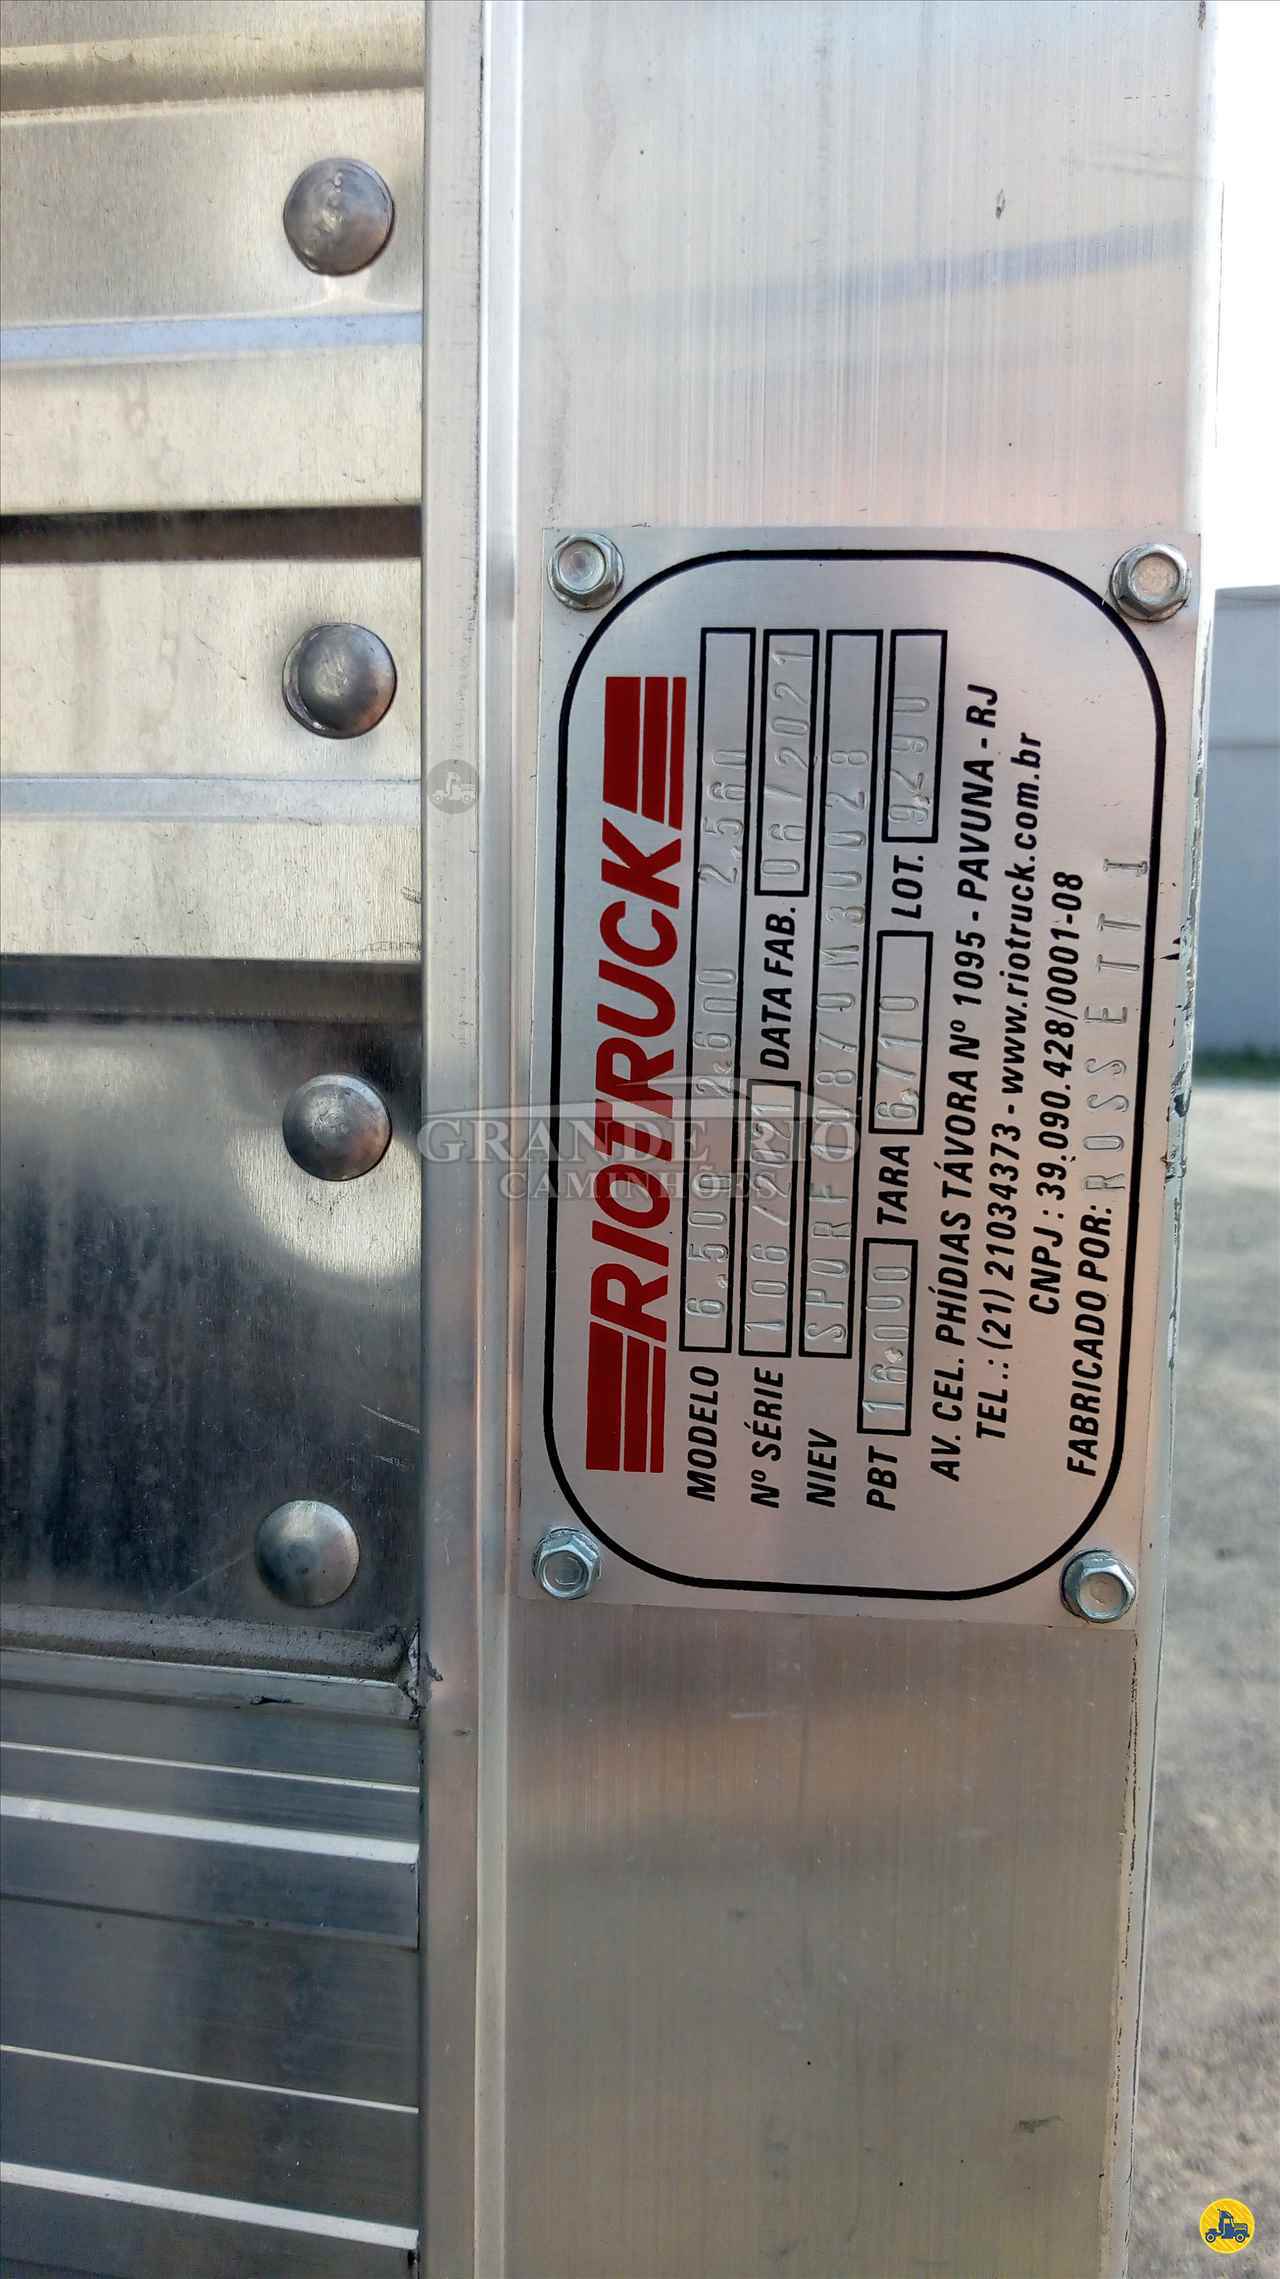 RIOTRUCK
MODELO 6.500 2.600 2.560
Nº SÉRIE 106/2021 DATA FAB. 06/2021
NIEV
PBT 16.000 TARA 6.710 LOT. 9.290
AV. CEL. PHÍDIAS TÁVORA Nº 1095 - PAVUNA - RJ
TEL.: (21) 21034373 - www.riotruck.com.br
CNPJ : 39.090.428/0001-08
FABRICADO POR: ROSSETTI
GRANDE RIO
CAMINHÕES